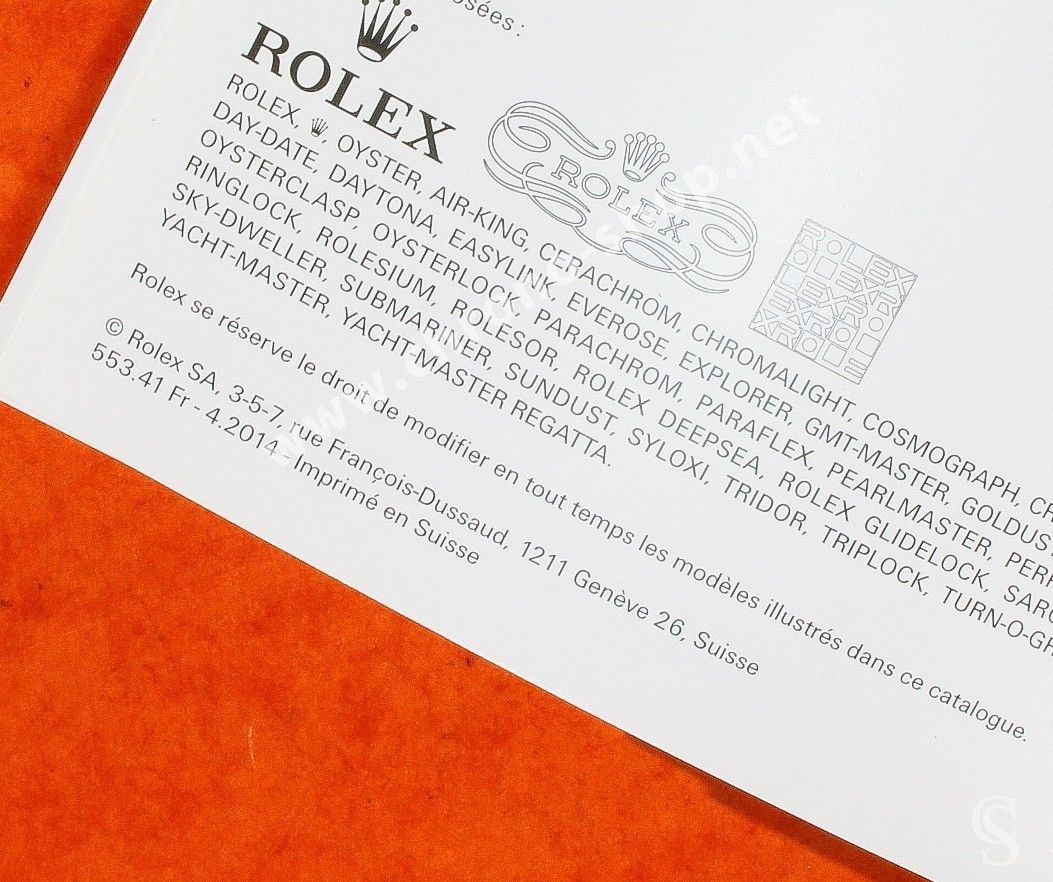 osées :
ROLEX
ROLEX
ROLEX
ROLEX, OYSTER, AIR-KING, CERACHROM, CHROMALIGHT, COSMOGRAPH,
DAY-DATE, DAYTONA, EASYLINK, EVEROSE, EXPLORER, GMT-MASTER,
OYSTERCLASP, OYSTERLOCK, PARACHROM, PARAFLEX, PEARLMASTER,
RINGLOCK, ROLESIUM, ROLESOR, ROLEX DEEPSEA, ROLEX GLIDELOCK,
SKY-DWELLER, SUBMARINER, SUNDUST, SYLOXI, TRIDOR, TRIPLOCK, TURN-O-GR
YACHT-MASTER, YACHT-MASTER REGATTA.
Rolex se réserve le droit de modifier en tout temps les modèles illustrés dans ce catalogue.
© Rolex SA, 3-5-7, rue François-Dussaud, 1211 Genève 26, Suisse
553.41 Fr - 4.2014 - Imprimé en Suisse